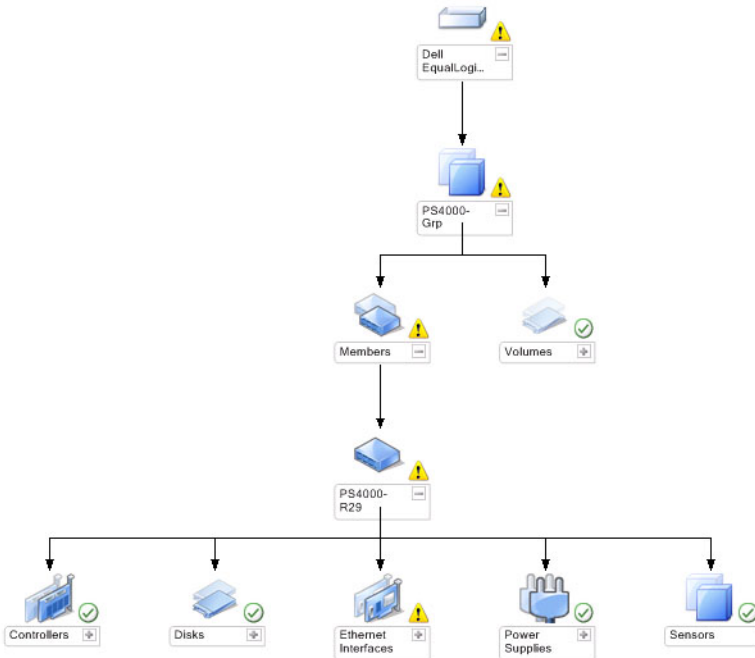 Dell
EqualLogi...
PS4000-
Grp
Members
Volumes
PS4000-
R29
Controllers
Disks
Ethernet
Interfaces
Power
Supplies
Sensors